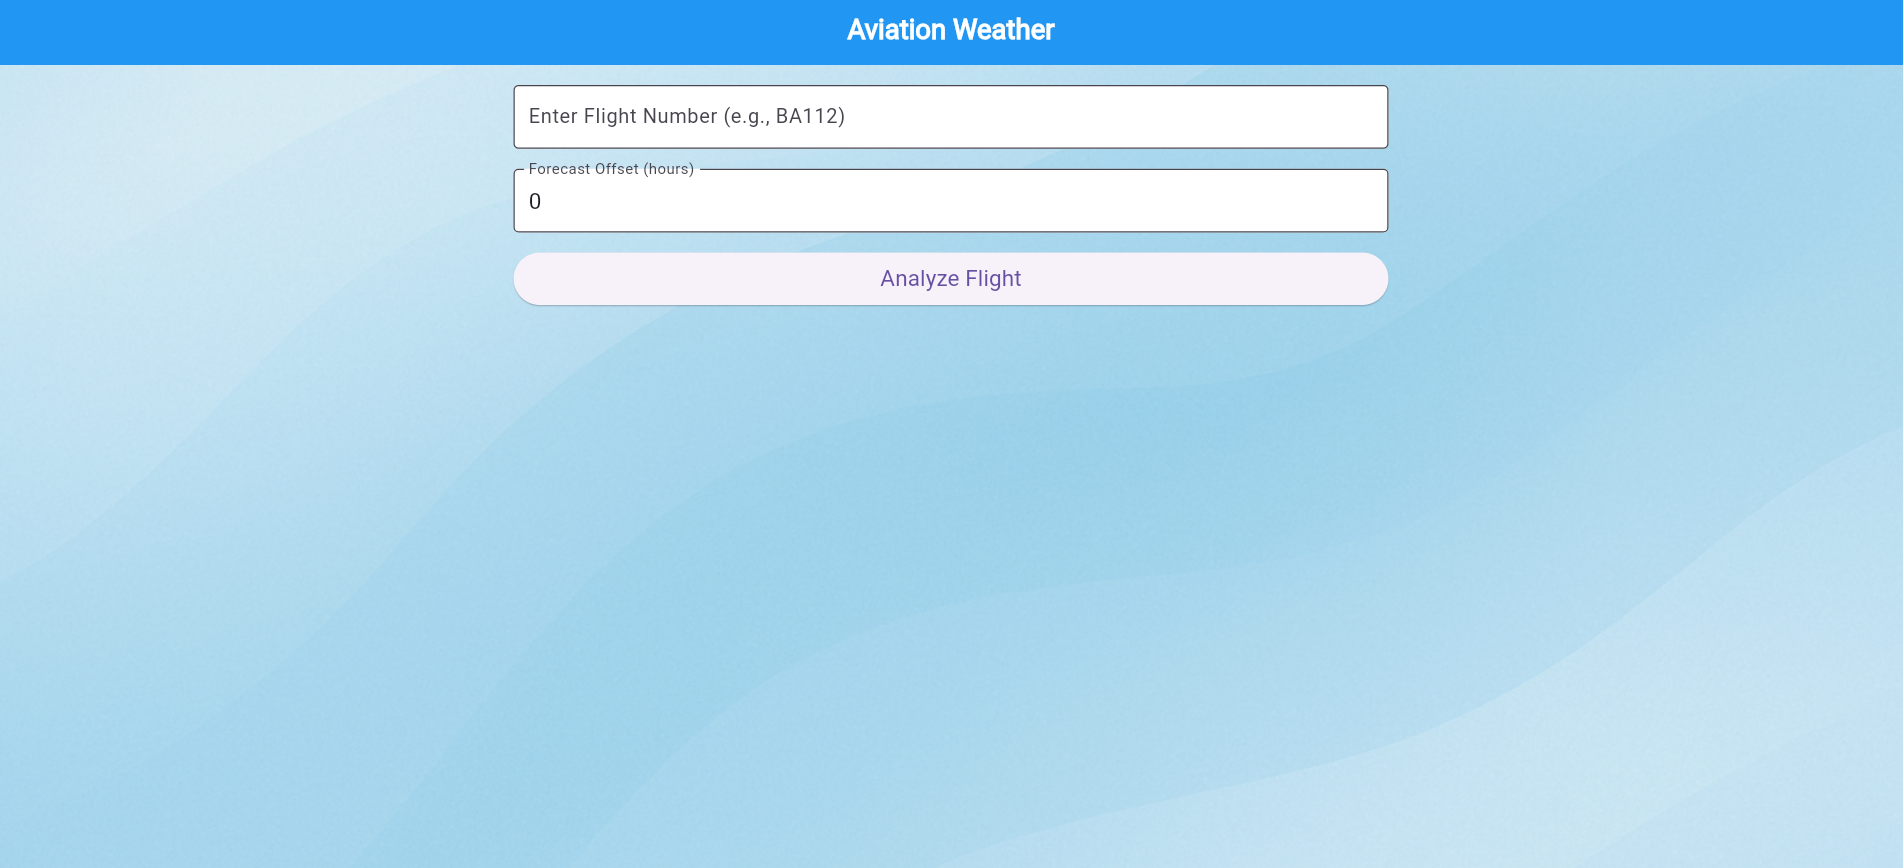 Aviation Weather
Enter Flight Number (e.g., BA112)
Forecast Offset (hours)
0
Analyze Flight